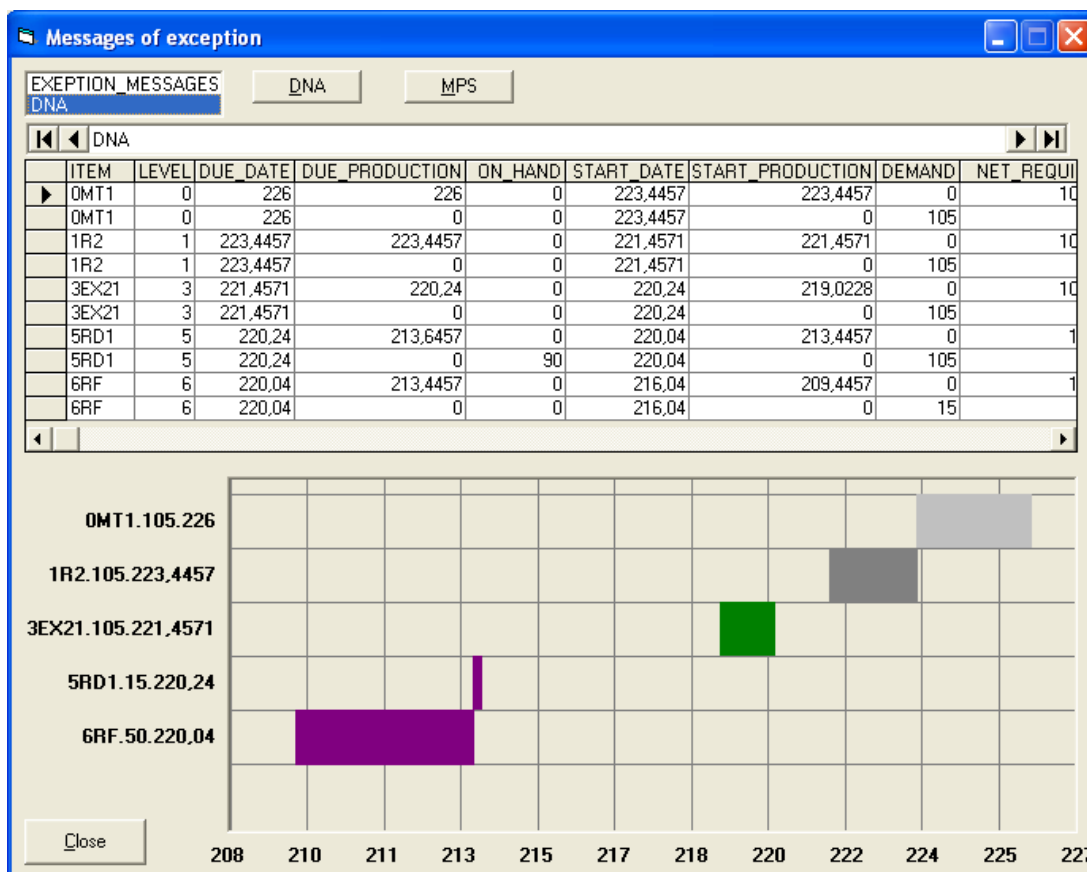 Messages of exception
EXEPTION_MESSAGES
DNA
DNA MPS
DNA
ITEM LEVEL DUE_DATE DUE_PRODUCTION ON_HAND START_DATE START_PRODUCTION DEMAND NET_REQUI
0MT1 0 226 226 0 223,4457 223,4457 0 10
0MT1 0 226 0 0 223,4457 0 105
1R2 1 223,4457 223,4457 0 221,4571 221,4571 0 10
1R2 1 223,4457 0 0 221,4571 0 105
3EX21 3 221,4571 220,24 0 220,24 219,0228 0 10
3EX21 3 221,4571 0 0 220,24 0 105
5RD1 5 220,24 213,6457 0 220,04 213,4457 0 1
5RD1 5 220,24 0 90 220,04 0 105
6RF 6 220,04 213,4457 0 216,04 209,4457 0 1
6RF 6 220,04 0 0 216,04 0 15
0MT1.105.226
1R2.105.223,4457
3EX21.105.221,4571
5RD1.15.220,24
6RF.50.220,04
Close
208 210 211 213 215 217 218 220 222 224 225 227